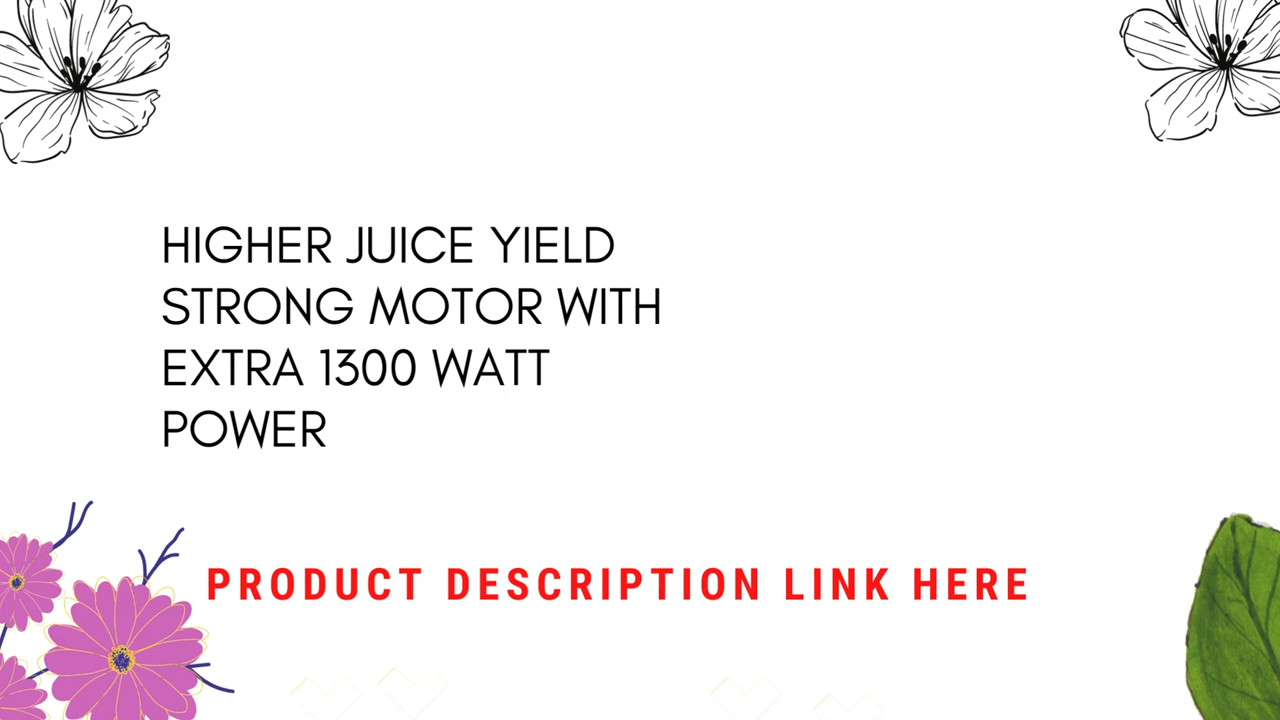 HIGHER JUICE YIELD
STRONG MOTOR WITH
EXTRA 1300 WATT
POWER
PRODUCT DESCRIPTION LINK HERE